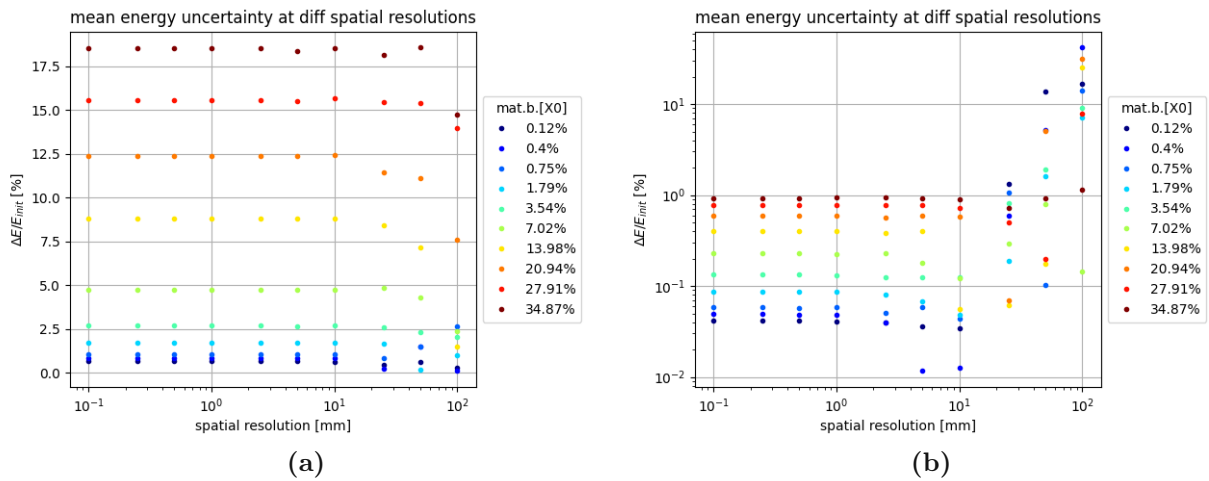 mean energy uncertainty at diff spatial resolutions
17.5
15.0
12.5
10.0
7.5
5.0
2.5
0.0
ΔE/E_init [%]
10⁻¹ 10⁰ 10¹ 10²
spatial resolution [mm]
mat.b.[X0]
0.12%
0.4%
0.75%
1.79%
3.54%
7.02%
13.98%
20.94%
27.91%
34.87%
(a)
mean energy uncertainty at diff spatial resolutions
10¹
10⁰
10⁻¹
10⁻²
ΔE/E_init [%]
10⁻¹ 10⁰ 10¹ 10²
spatial resolution [mm]
mat.b.[X0]
0.12%
0.4%
0.75%
1.79%
3.54%
7.02%
13.98%
20.94%
27.91%
34.87%
(b)